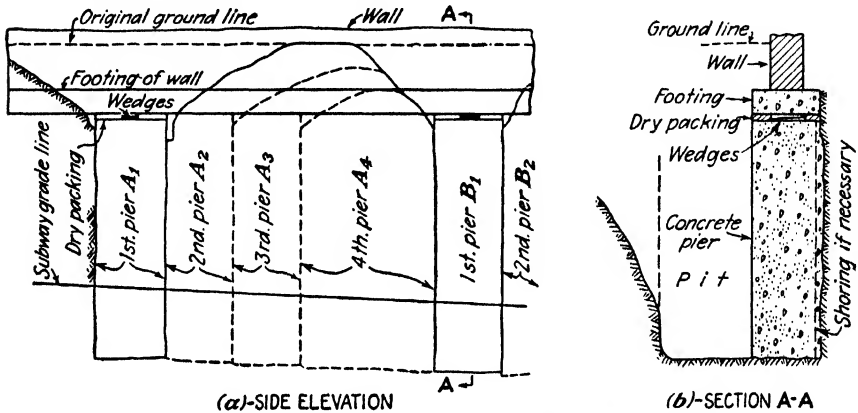 Original ground line
Wall
A
Footing of wall
Wedges
Subway grade line
Dry packing
1st. pier A1
2nd. pier A2
3rd. pier A3
4th. pier A4
1st. pier B1
2nd. pier B2
A
(a)-SIDE ELEVATION
Ground line
Wall
Footing
Dry packing
Wedges
Concrete
pier
Pit
Shoring if necessary
(b)-SECTION A-A